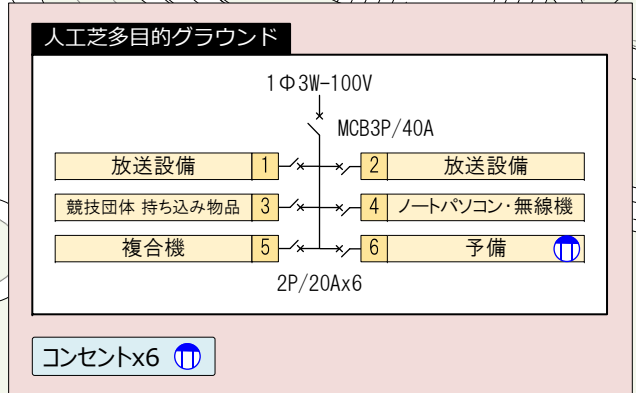 人工芝多目的グラウンド
1Φ3W-100V
MCB3P/40A
放送設備 1 2 放送設備
競技団体 持ち込み物品 3 4 ノートパソコン・無線機
複合機 5 6 予備
2P/20Ax6
コンセントx6